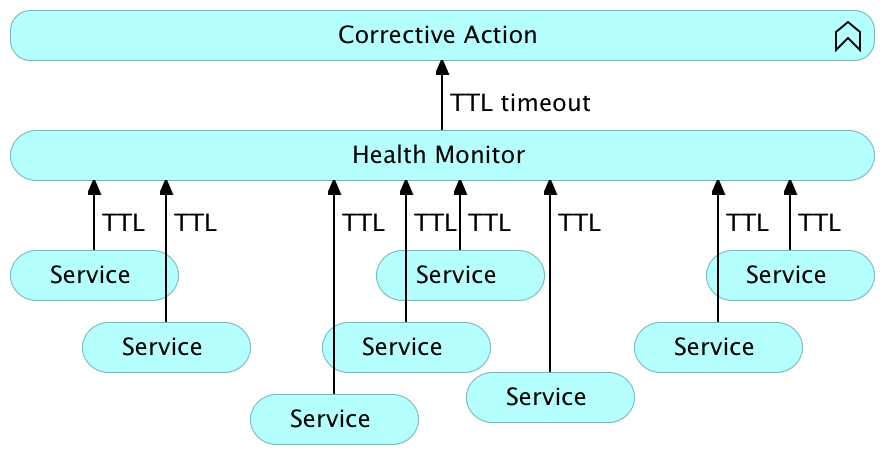 Corrective Action
TTL timeout
Health Monitor
TTL TTL TTL TTL TTL TTL TTL TTL
Service Service Service
Service Service Service
Service
Service